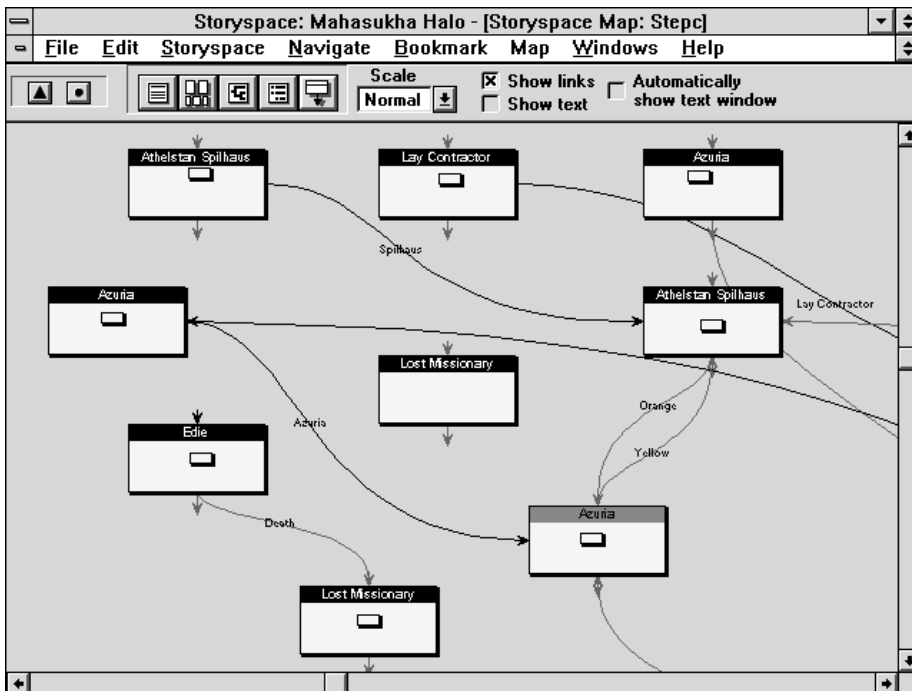 Storyspace: Mahasukha Halo - [Storyspace Map: Stepc]
File Edit Storyspace Navigate Bookmark Map Windows Help
Scale
Normal
Show links
Show text
Automatically
show text window
Athelstan Spilhaus
Lay Contractor
Azuria
Spilhaus
Azuria
Athelstan Spilhaus
Lay Contractor
Lost Missionary
Orange
Azuria
Edie
Yellow
Azuria
Death
Lost Missionary